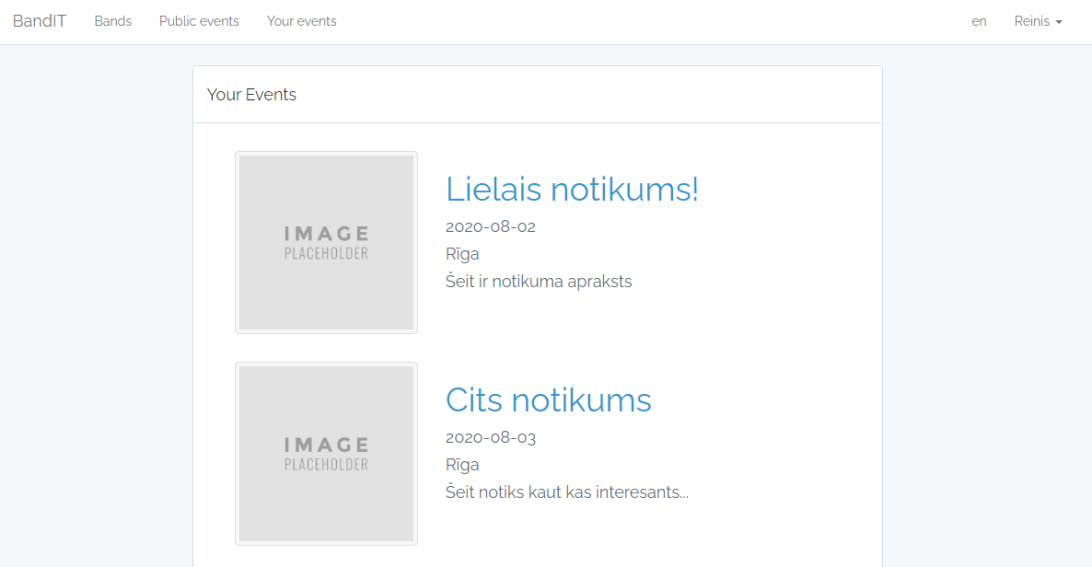 BandIT Bands Public events Your events en Reinis
Your Events
IMAGE
PLACEHOLDER
Lielais notikums!
2020-08-02
Rīga
Šeit ir notikuma apraksts
IMAGE
PLACEHOLDER
Cits notikums
2020-08-03
Rīga
Šeit notiks kaut kas interesants...